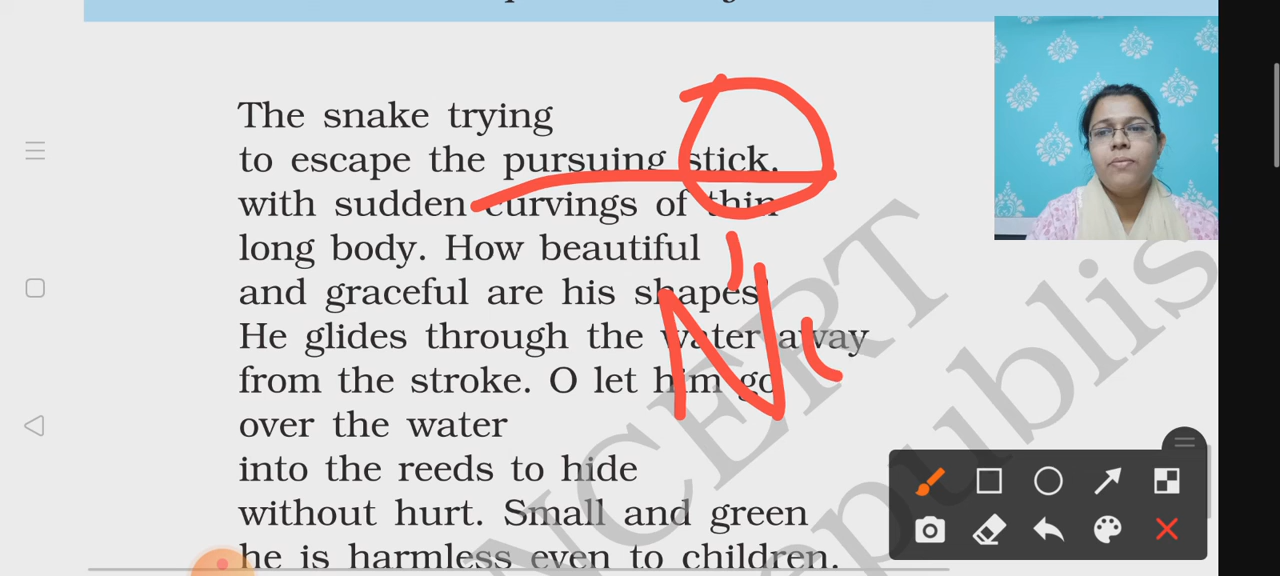 The snake trying
to escape the pursuing stick,
with sudden curvings of thin
long body. How beautiful
and graceful are his shapes!
He glides through the water away
from the stroke. O let him go
over the water
into the reeds to hide
without hurt. Small and green
he is harmless even to children.
NCERT
republis